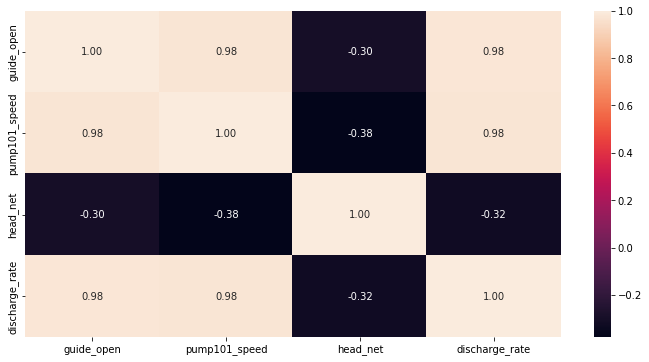 guide_open 1.00 0.98 -0.30 0.98
pump101_speed 0.98 1.00 -0.38 0.98
head_net -0.30 -0.38 1.00 -0.32
discharge_rate 0.98 0.98 -0.32 1.00
guide_open pump101_speed head_net discharge_rate
1.0
0.8
0.6
0.4
0.2
0.0
−0.2